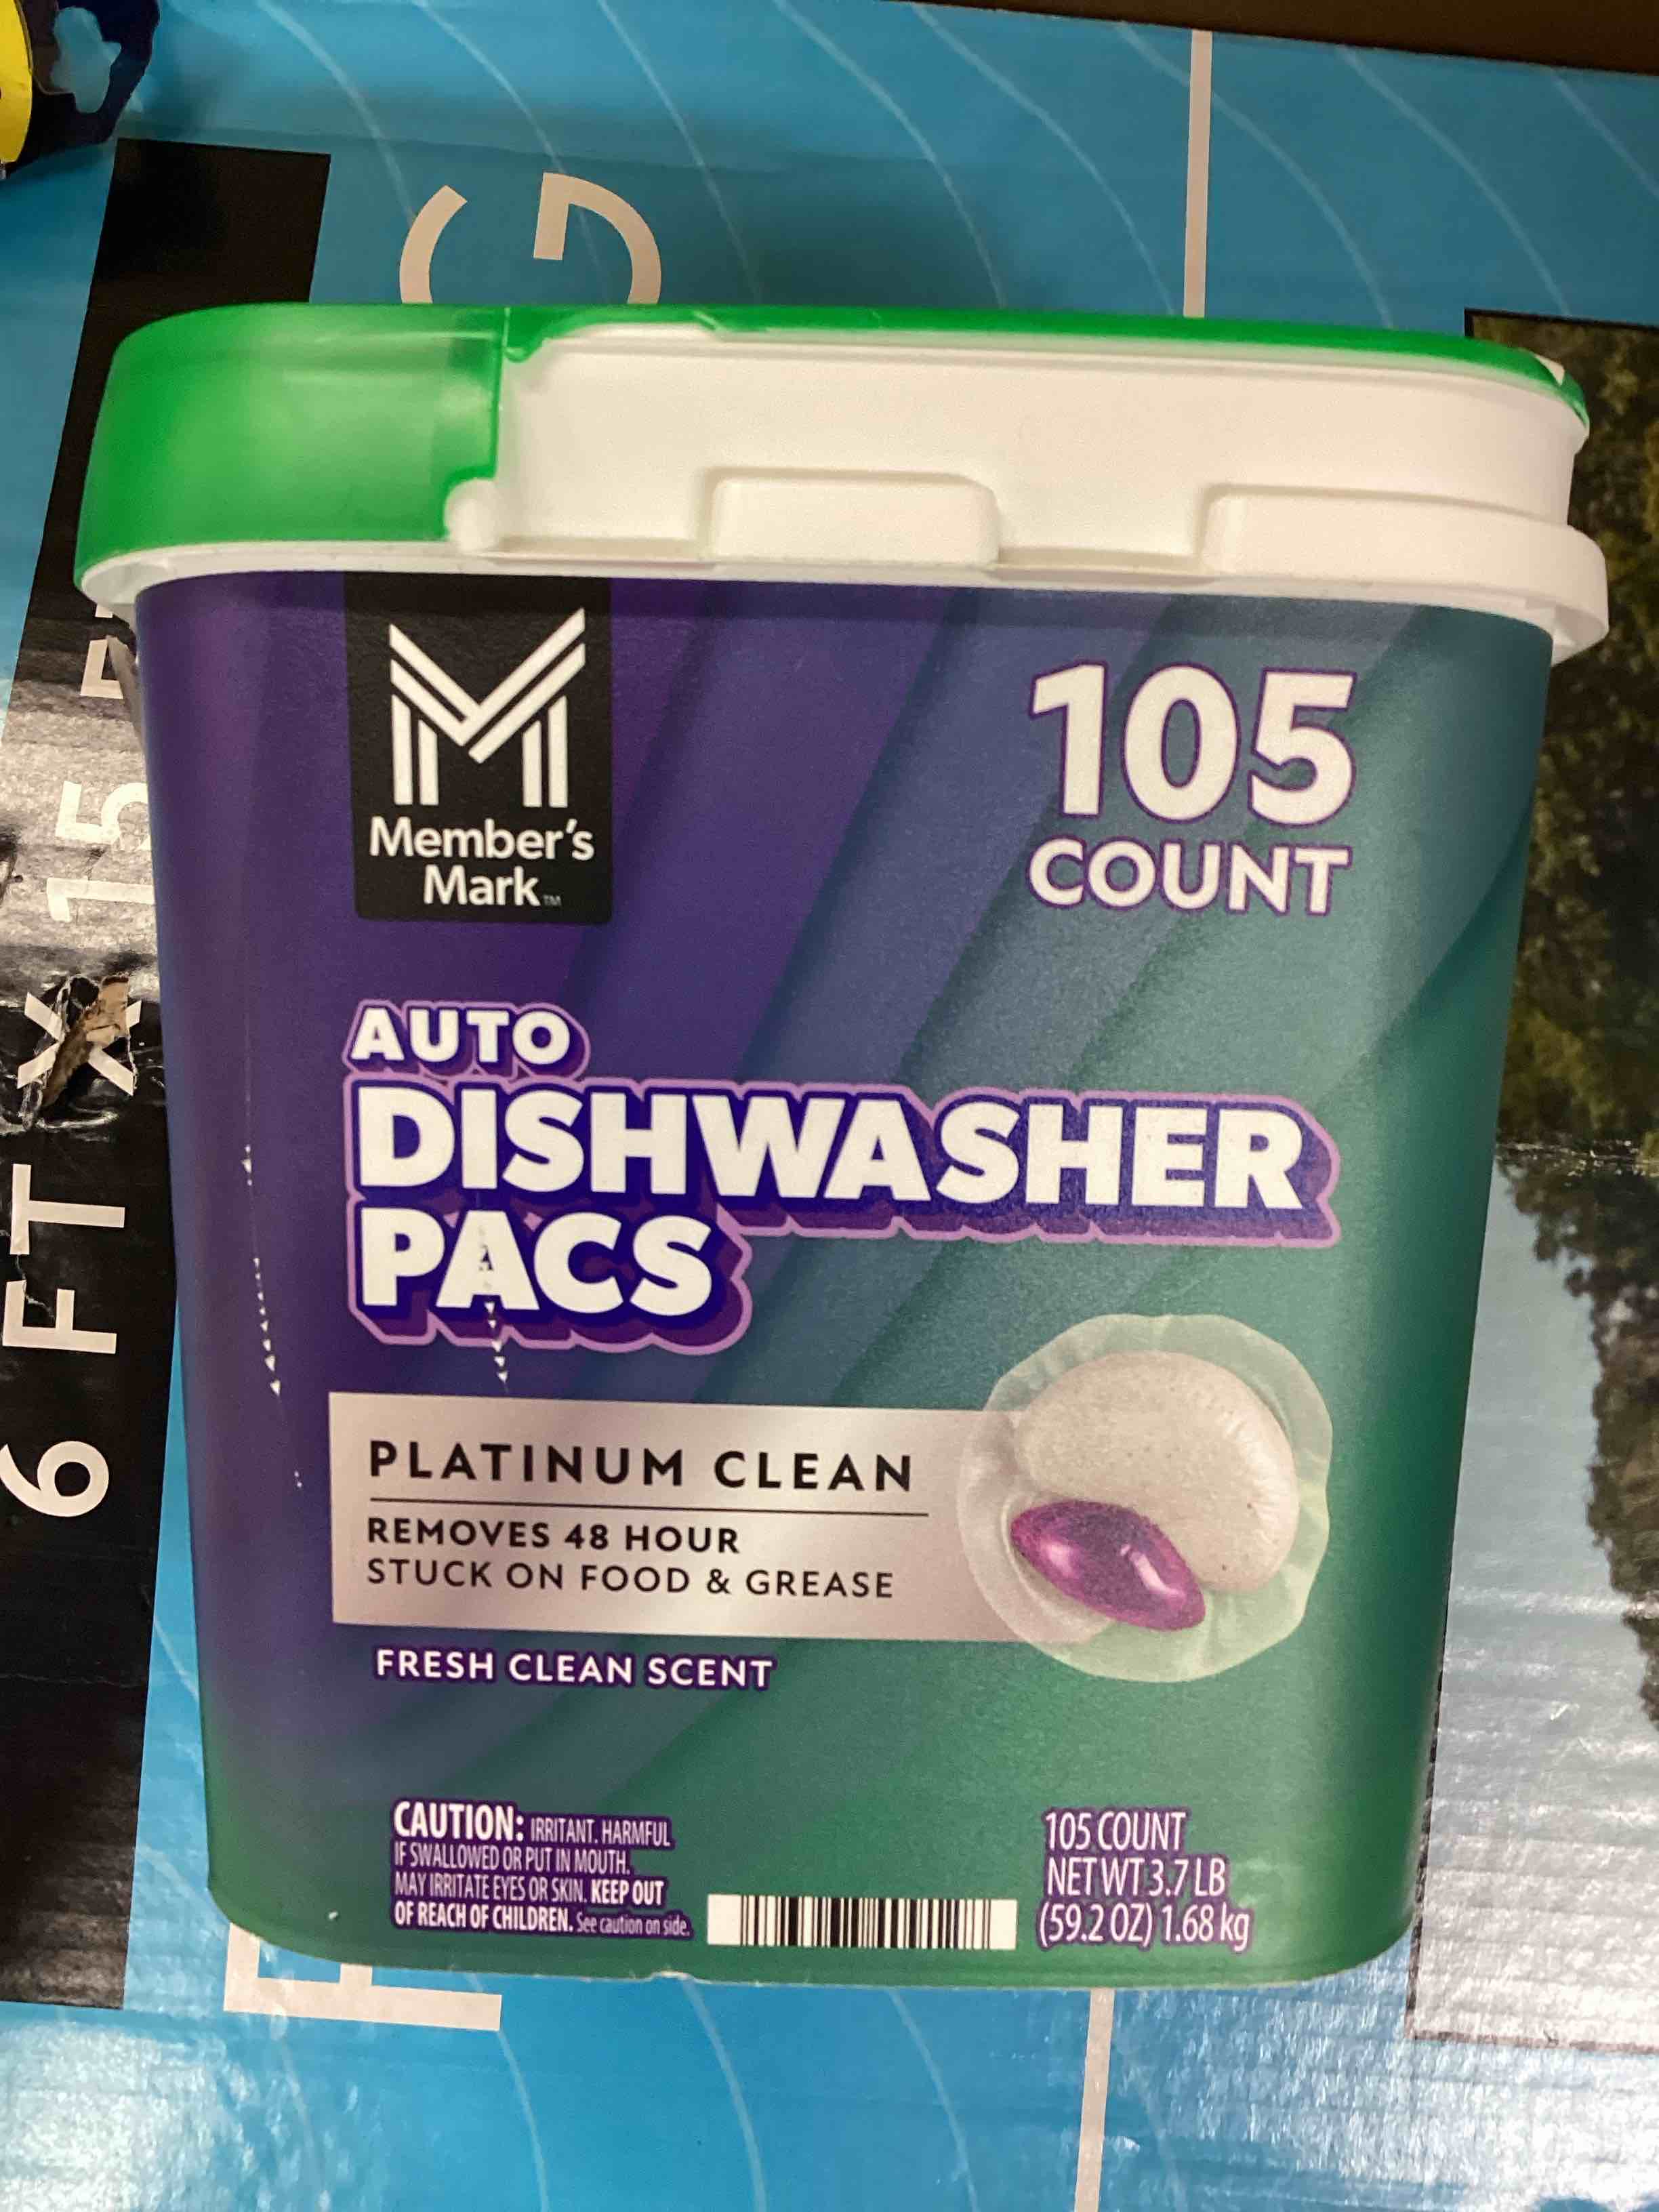 Member's
Mark™
105
COUNT
AUTO
DISHWASHER
PACS
PLATINUM CLEAN
REMOVES 48 HOUR
STUCK ON FOOD & GREASE
FRESH CLEAN SCENT
CAUTION: IRRITANT. HARMFUL
IF SWALLOWED OR PUT IN MOUTH.
MAY IRRITATE EYES OR SKIN. KEEP OUT
OF REACH OF CHILDREN. See caution on side.
105 COUNT
NET WT 3.7 LB
(59.2 OZ) 1.68 kg
6 FT X 15